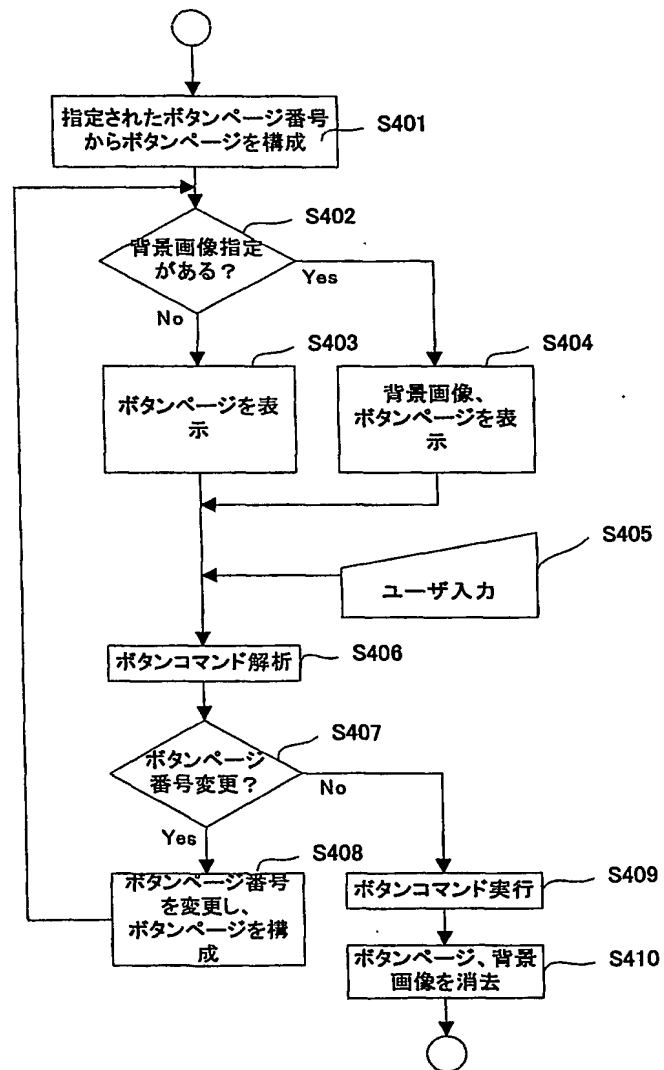 指定されたボタンページ番号
からボタンページを構成
S401
S402
背景画像指定
がある？
Yes
No
S403
S404
ボタンページを表
示
背景画像、
ボタンページを表
示
S405
ユーザ入力
ボタンコマンド解析
S406
S407
ボタンページ
番号変更？
No
Yes
S408
ボタンページ番号
を変更し、
ボタンページを構
成
ボタンコマンド実行
S409
ボタンページ、背景
画像を消去
S410